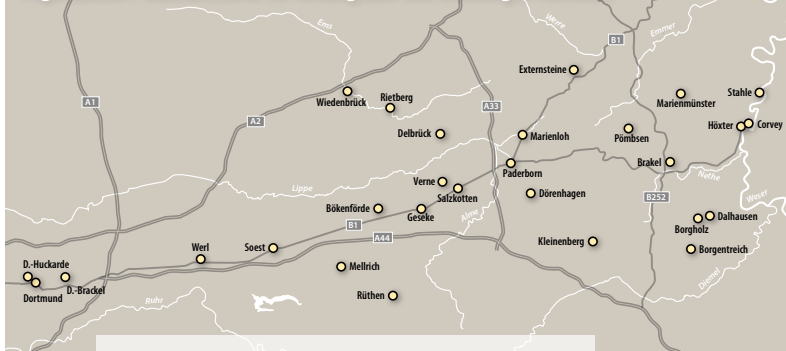 Ems
Werre
Emmer
B1
Externsteine
A1
A2
Wiedenbrück
Rietberg
A33
Marienmünster
Stahle
Höxter
Corvey
Delbrück
Marienloh
Pömbsen
Brakel
Nethe
Paderborn
Verne
Salzkotten
Lippe
Dörenhagen
B252
Weser
Bökenförde
Geseke
Alme
Dalhausen
Borgholz
B1
A44
Kleinenberg
Borgentreich
Werl
Soest
Mellrich
Diemel
D.-Huckarde
D.-Brackel
Dortmund
Ruhr
Rüthen